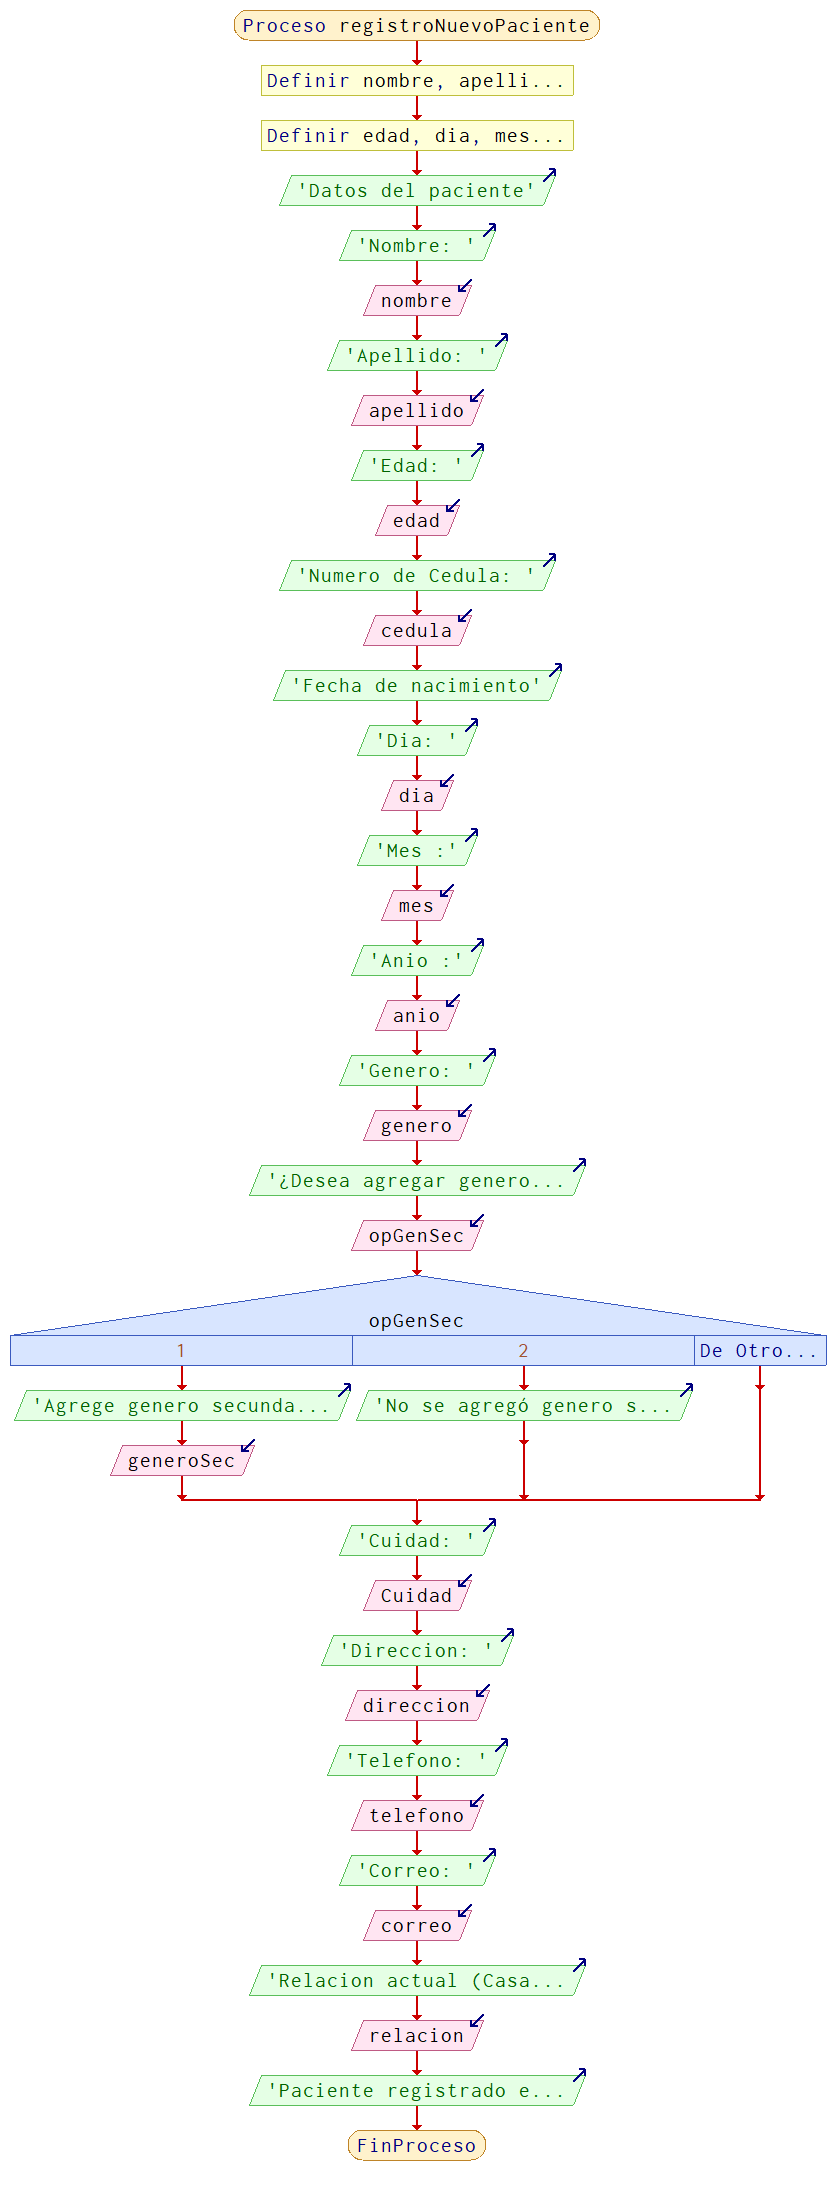 Proceso registroNuevoPaciente
Definir nombre, apelli...
Definir edad, dia, mes...
'Datos del paciente'
'Nombre: '
nombre
'Apellido: '
apellido
'Edad: '
edad
'Numero de Cedula: '
cedula
'Fecha de nacimiento'
'Dia: '
dia
'Mes :'
mes
'Anio :'
anio
'Genero: '
genero
'¿Desea agregar genero...
opGenSec
opGenSec
1 2 De Otro...
'Agrege genero secunda... 'No se agregó genero s...
generoSec
'Cuidad: '
Cuidad
'Direccion: '
direccion
'Telefono: '
telefono
'Correo: '
correo
'Relacion actual (Casa...
relacion
'Paciente registrado e...
FinProceso